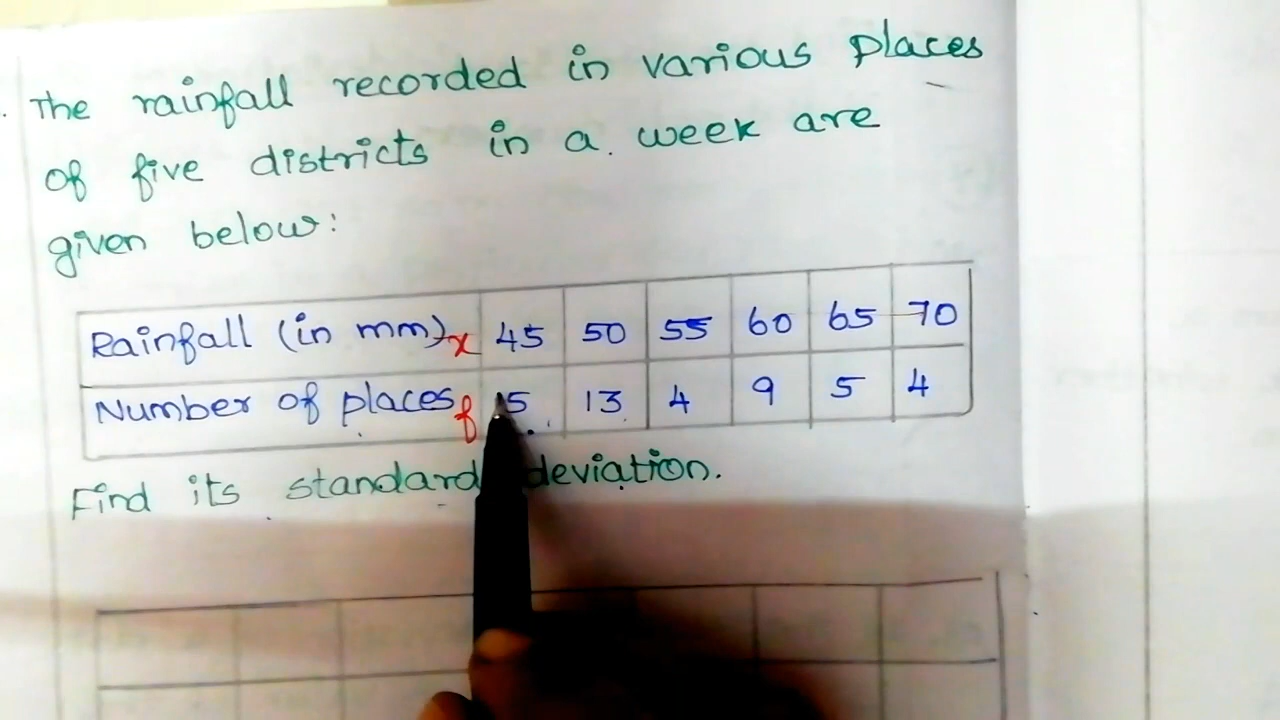 The rainfall recorded in various places
of five districts in a week are
given below:
Rainfall (in mm) x 45 50 55 60 65 70
Number of places f 5 13 4 9 5 4
Find its standard deviation.